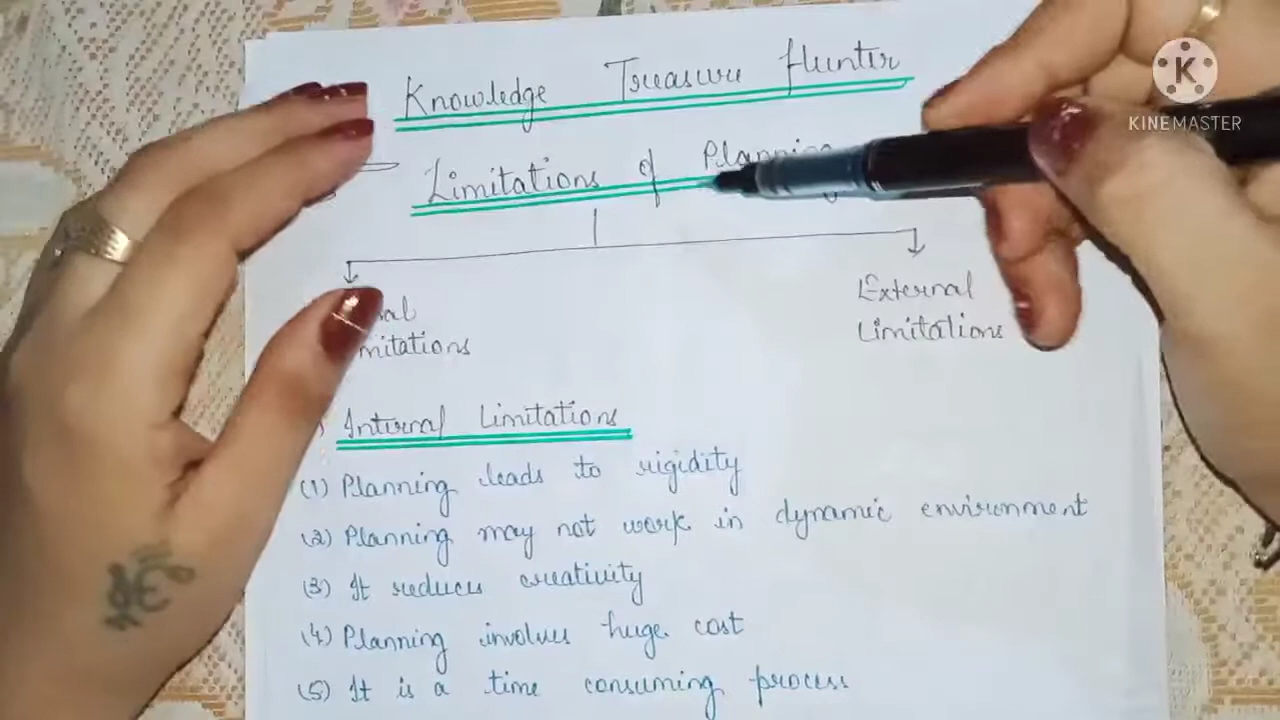 Knowledge Treasure Hunter
KINEMASTER
Limitations of Planning
External
Limitations
Internal Limitations
(1) Planning leads to rigidity
(2) Planning may not work in dynamic environment
(3) It reduces creativity
(4) Planning involves huge cost
(5) It is a time consuming process